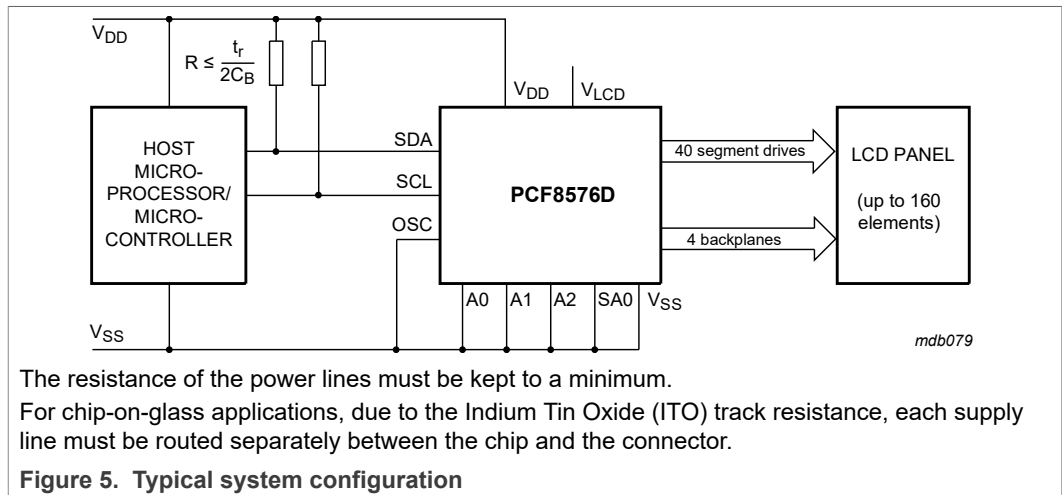 VDD
R ≤ tr
2CB
VDD
VLCD
HOST
MICRO-
PROCESSOR/
MICRO-
CONTROLLER
SDA
SCL
OSC
PCF8576D
40 segment drives
4 backplanes
LCD PANEL
(up to 160
elements)
A0
A1
A2
SA0
VSS
VSS
mdb079
The resistance of the power lines must be kept to a minimum.
For chip-on-glass applications, due to the Indium Tin Oxide (ITO) track resistance, each supply
line must be routed separately between the chip and the connector.
Figure 5. Typical system configuration